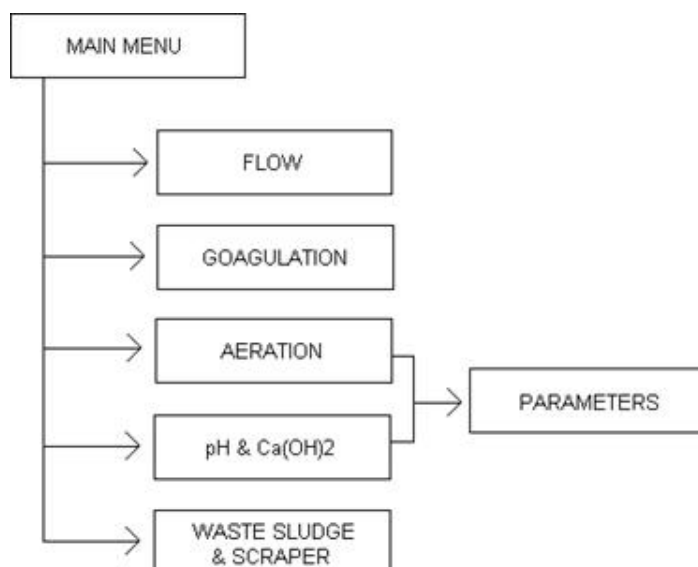 MAIN MENU
FLOW
GOAGULATION
AERATION
PARAMETERS
pH & Ca(OH)2
WASTE SLUDGE
& SCRAPER